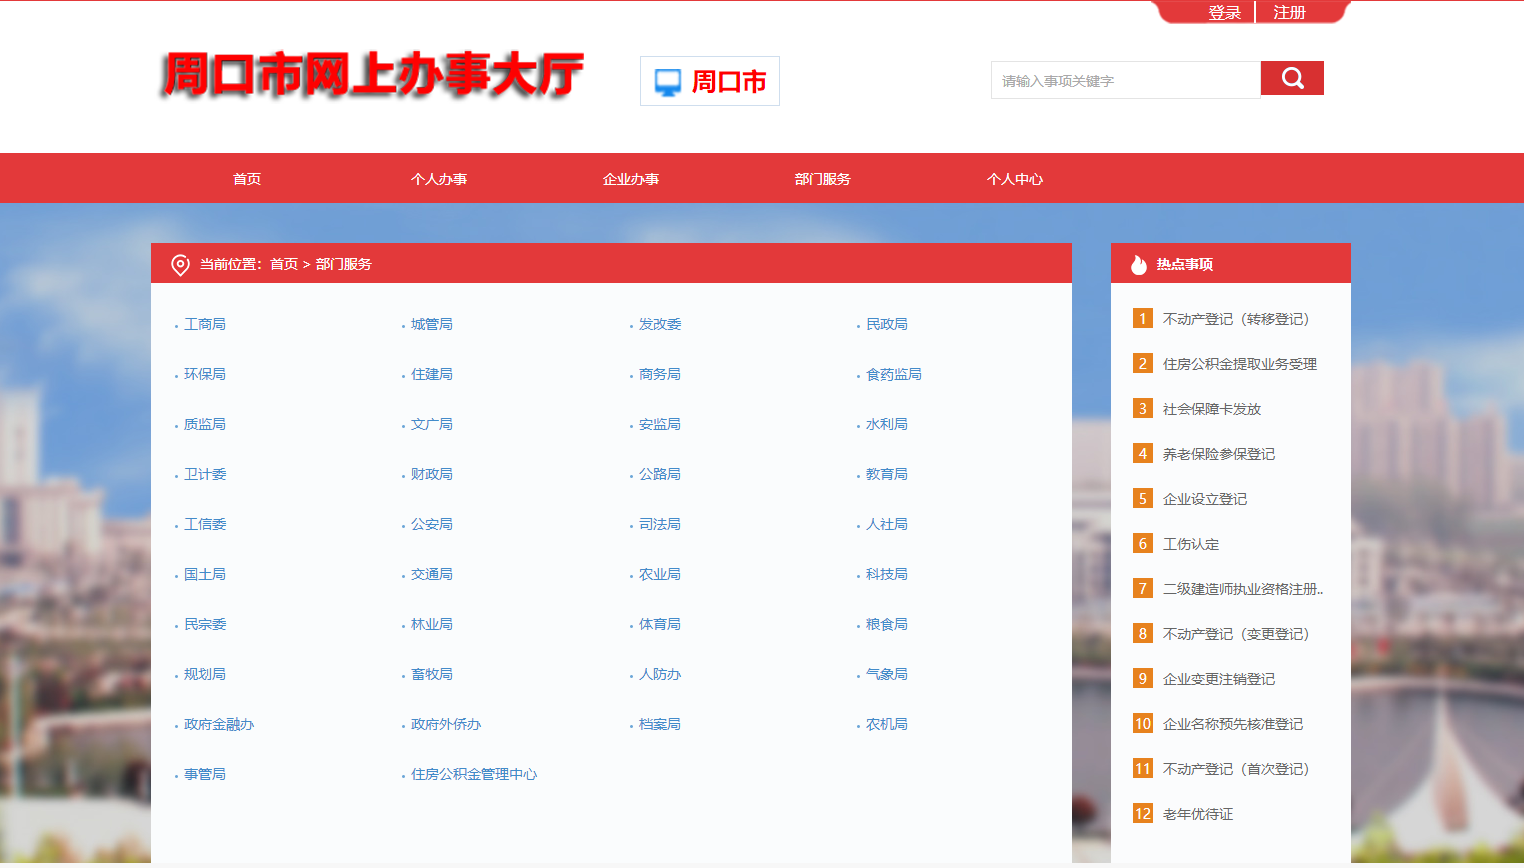 登录 注册
周口市网上办事大厅
周口市
请输入事项关键字
首页 个人办事 企业办事 部门服务 个人中心
当前位置：首页 > 部门服务
工商局 城管局 发改委 民政局
环保局 住建局 商务局 食药监局
质监局 文广局 安监局 水利局
卫计委 财政局 公路局 教育局
工信委 公安局 司法局 人社局
国土局 交通局 农业局 科技局
民宗委 林业局 体育局 粮食局
规划局 畜牧局 人防办 气象局
政府金融办 政府外侨办 档案局 农机局
事管局 住房公积金管理中心
热点事项
1 不动产登记（转移登记）
2 住房公积金提取业务受理
3 社会保障卡发放
4 养老保险参保登记
5 企业设立登记
6 工伤认定
7 二级建造师执业资格注册..
8 不动产登记（变更登记）
9 企业变更注销登记
10 企业名称预先核准登记
11 不动产登记（首次登记）
12 老年优待证